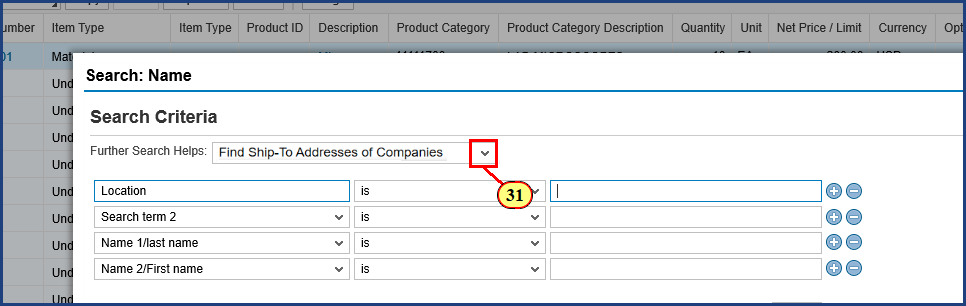 umber Item Type Item Type Product ID Description Product Category Product Category Description Quantity Unit Net Price / Limit Currency Opt
01 Mat
Und
Search: Name
Und
Und
Search Criteria
Und
Further Search Helps: Find Ship-To Addresses of Companies
Und
Location is
31
Und
Search term 2 is
Und
Name 1/last name is
Und
Name 2/First name is
Und